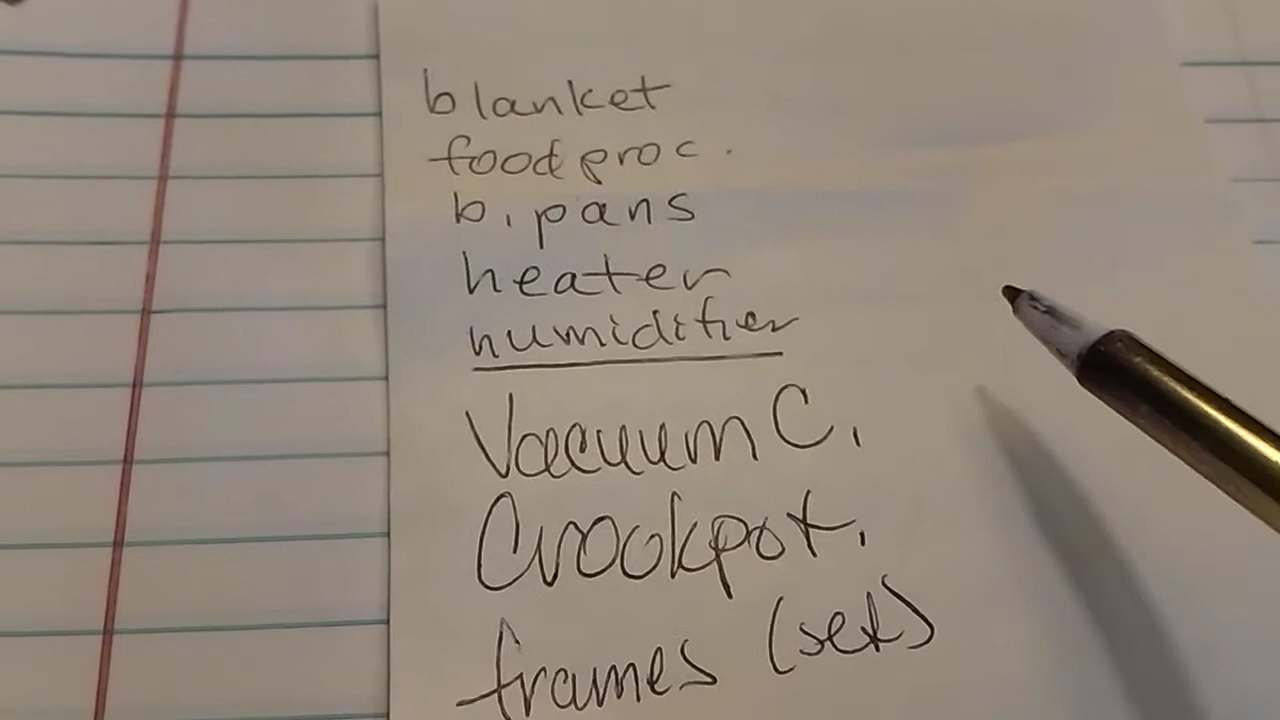 blanket
food proc.
b. pans
heater
humidifier
Vacuum C.
Crockpot.
frames (set)